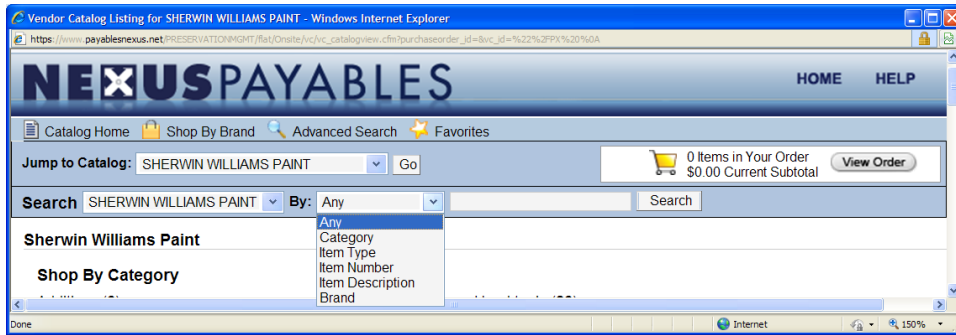 Vendor Catalog Listing for SHERWIN WILLIAMS PAINT - Windows Internet Explorer
https://www.payablesnexus.net/PRESERVATIONMGMT/flat/Onsite/vc/vc_catalogview.cfm?purchaseorder_id=&vc_id=%22%2FPX%20%0A
NEXUSPAYABLES
HOME HELP
Catalog Home Shop By Brand Advanced Search Favorites
Jump to Catalog: SHERWIN WILLIAMS PAINT Go
0 Items in Your Order
$0.00 Current Subtotal
View Order
Search SHERWIN WILLIAMS PAINT By: Any Search
Any
Category
Item Type
Item Number
Item Description
Brand
Sherwin Williams Paint
Shop By Category
Done Internet 150%